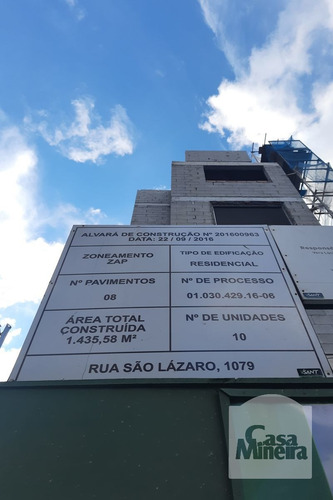 ALVARÁ DE CONSTRUÇÃO Nº 201600963
DATA: 22 / 09 / 2016
ZONEAMENTO
ZAP
TIPO DE EDIFICAÇÃO
RESIDENCIAL
Nº PAVIMENTOS
08
Nº DE PROCESSO
01.030.429.16-06
ÁREA TOTAL
CONSTRUÍDA
1.435,58 M²
Nº DE UNIDADES
10
RUA SÃO LÁZARO, 1079
SANT
SANT
Casa
Mineira